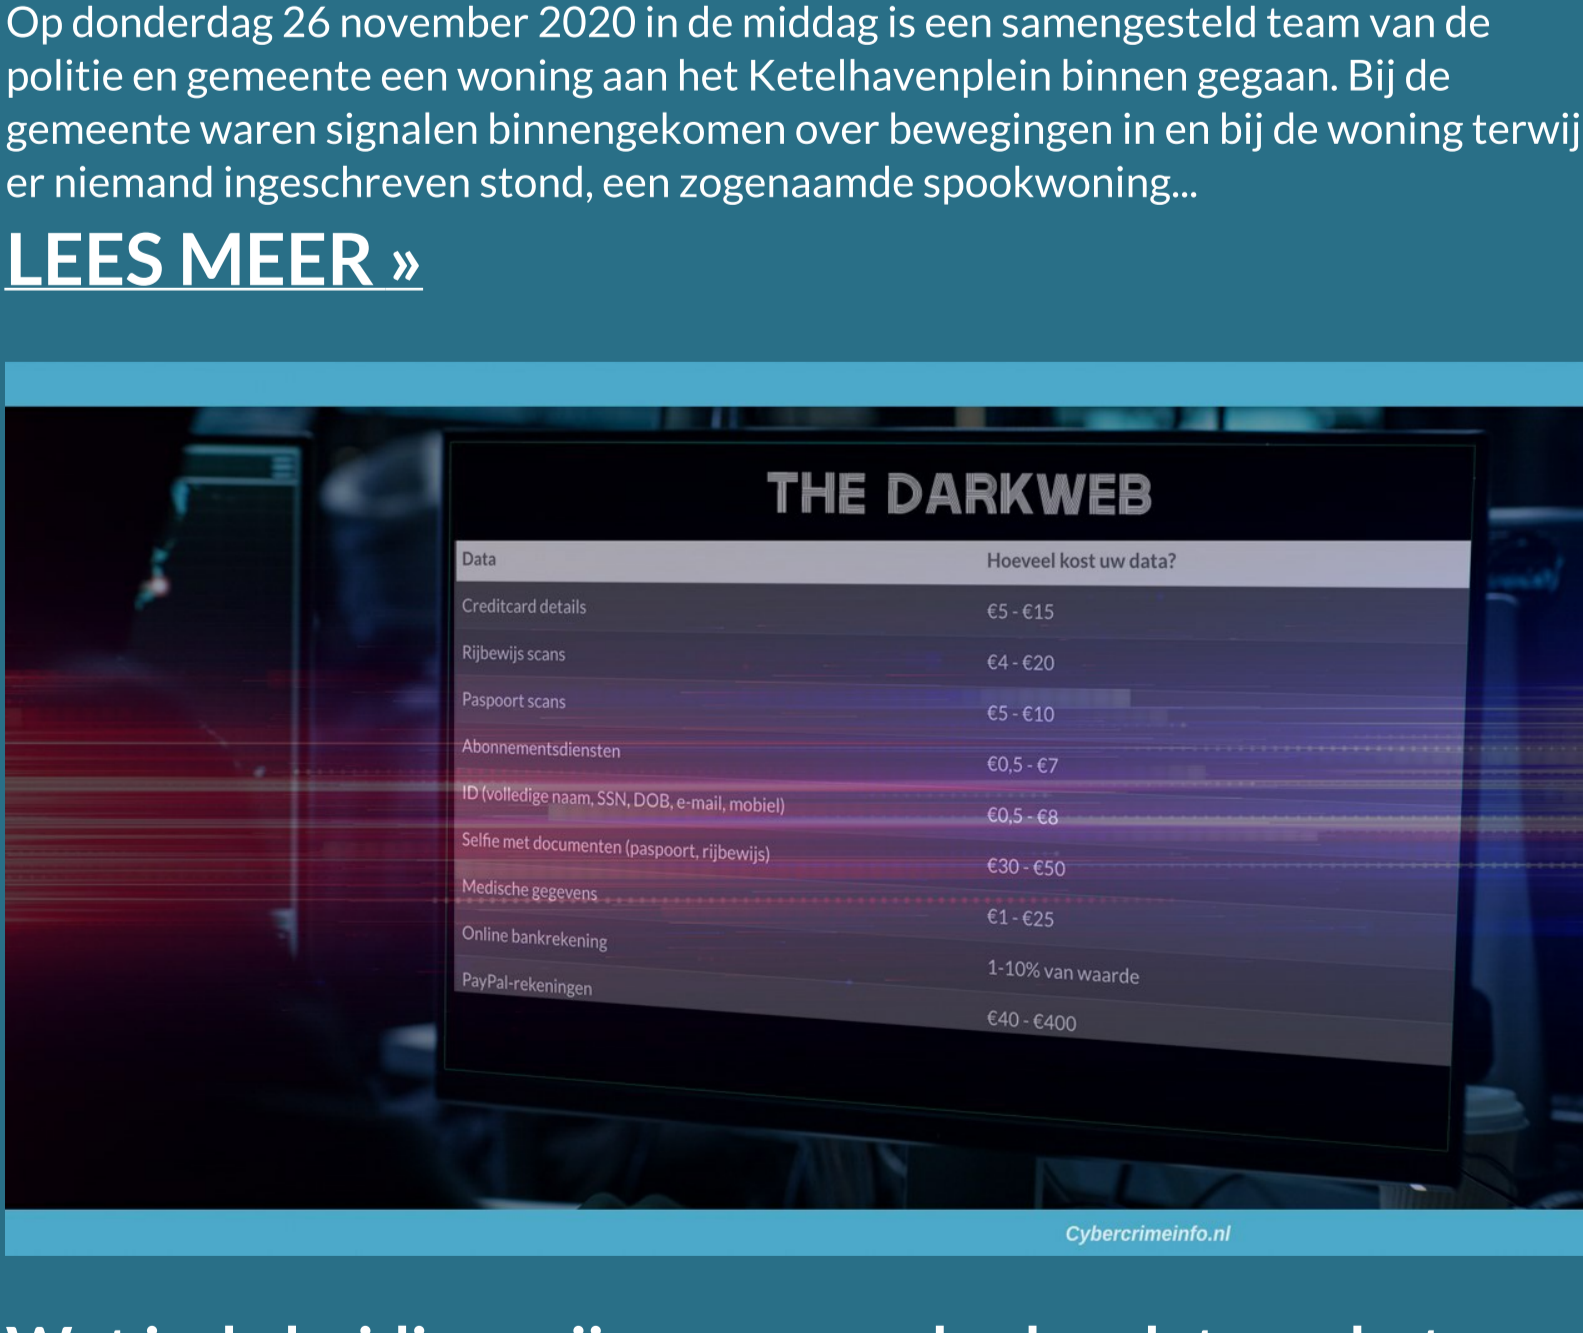 Op donderdag 26 november 2020 in de middag is een samengesteld team van de
politie en gemeente een woning aan het Ketelhavenplein binnen gegaan. Bij de
gemeente waren signalen binnengekomen over bewegingen in en bij de woning terwij
er niemand ingeschreven stond, een zogenaamde spookwoning...
LEES MEER »
THE DARKWEB
Data Hoeveel kost uw data?
Creditcard details €5 - €15
Rijbewijs scans €4 - €20
Paspoort scans €5 - €10
Abonnementsdiensten €0,5 - €7
ID (volledige naam, SSN, DOB, e-mail, mobiel) €0,5 - €8
Selfie met documenten (paspoort, rijbewijs) €30 - €50
Medische gegevens €1 - €25
Online bankrekening 1-10% van waarde
PayPal-rekeningen €40 - €400
Cybercrimeinfo.nl